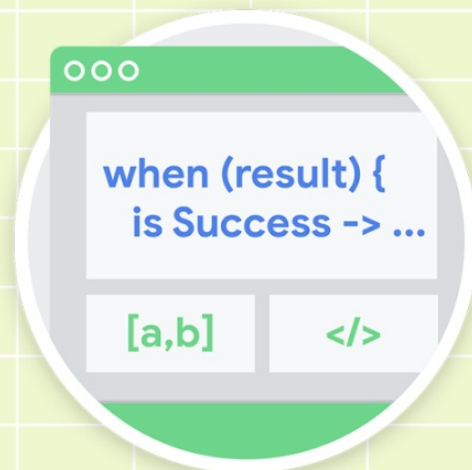 when (result) {
is Success -> ...
[a,b]
</>